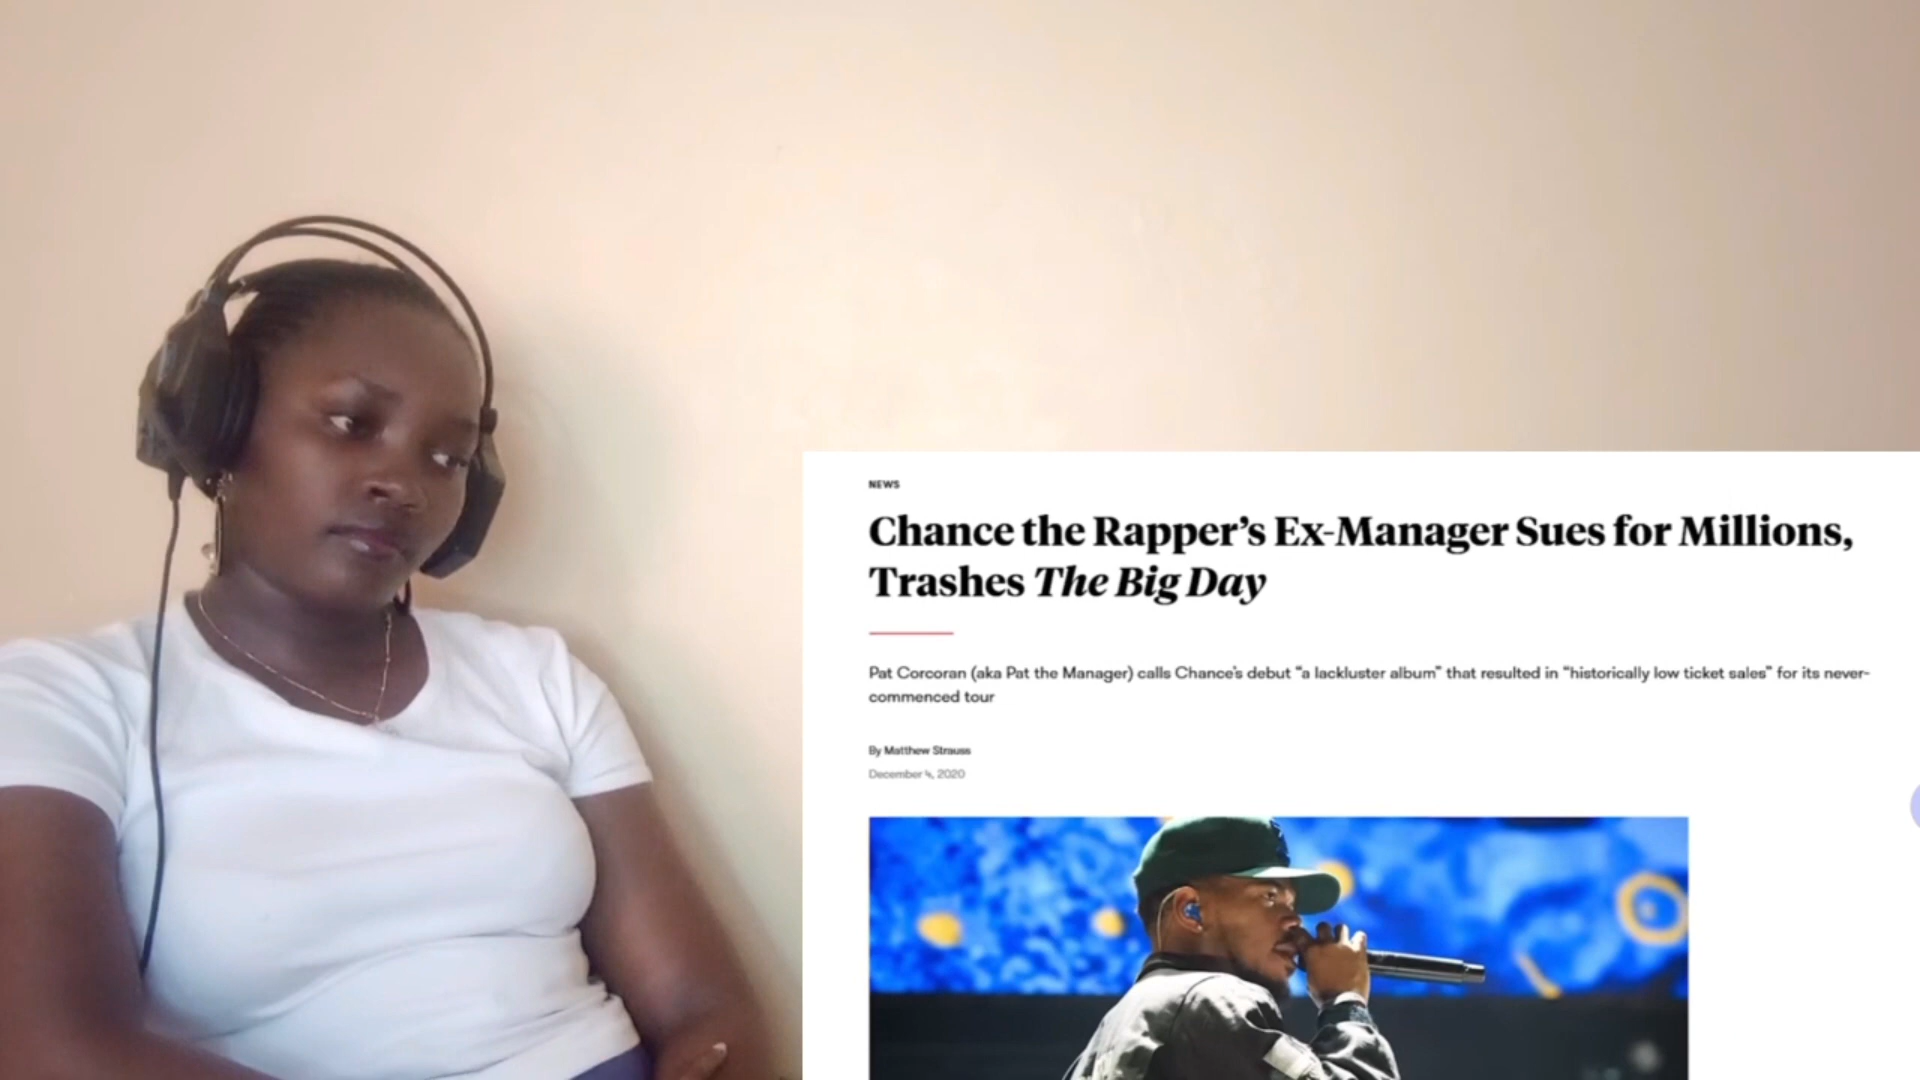 NEWS
Chance the Rapper’s Ex-Manager Sues for Millions,
Trashes The Big Day
Pat Corcoran (aka Pat the Manager) calls Chance’s debut “a lackluster album” that resulted in “historically low ticket sales” for its never-
commenced tour
By Matthew Strauss
December 4, 2020